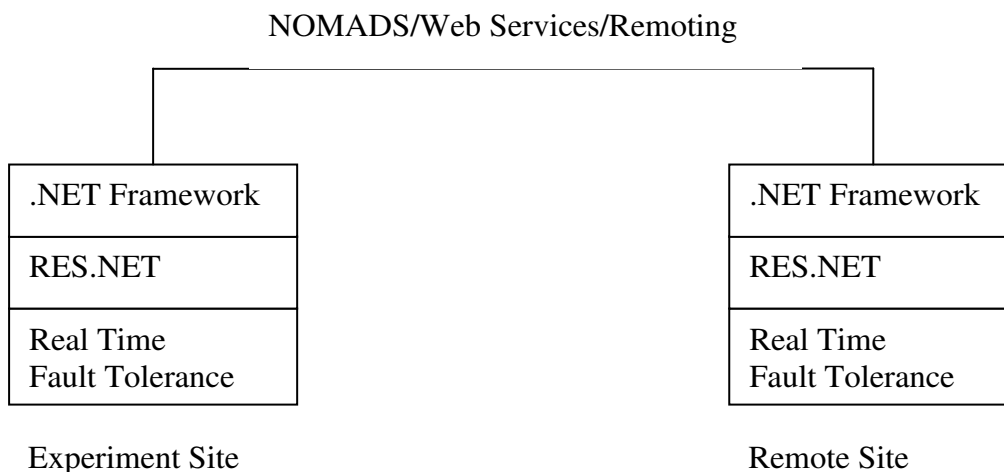 NOMADS/Web Services/Remoting
.NET Framework
RES.NET
Real Time
Fault Tolerance
Experiment Site
.NET Framework
RES.NET
Real Time
Fault Tolerance
Remote Site